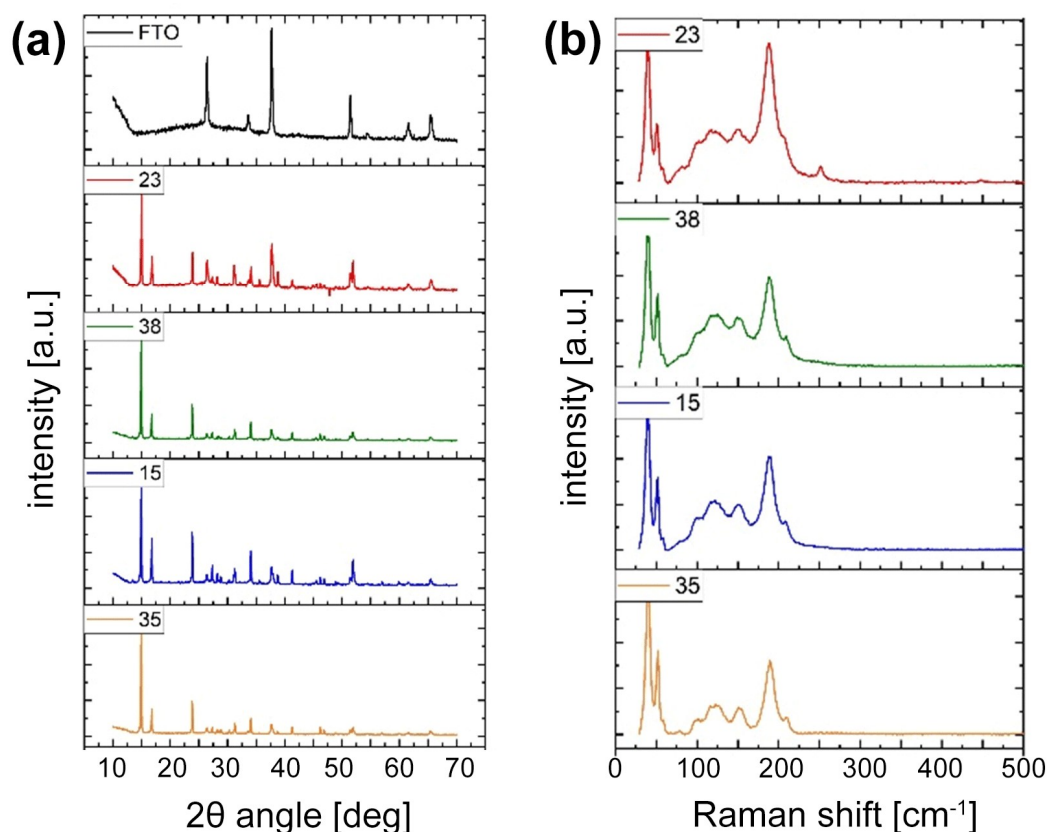 (a)
FTO
23
38
15
35
intensity [a.u.]
10 20 30 40 50 60 70
2θ angle [deg]
(b)
23
38
15
35
intensity [a.u.]
0 100 200 300 400 500
Raman shift [cm⁻¹]